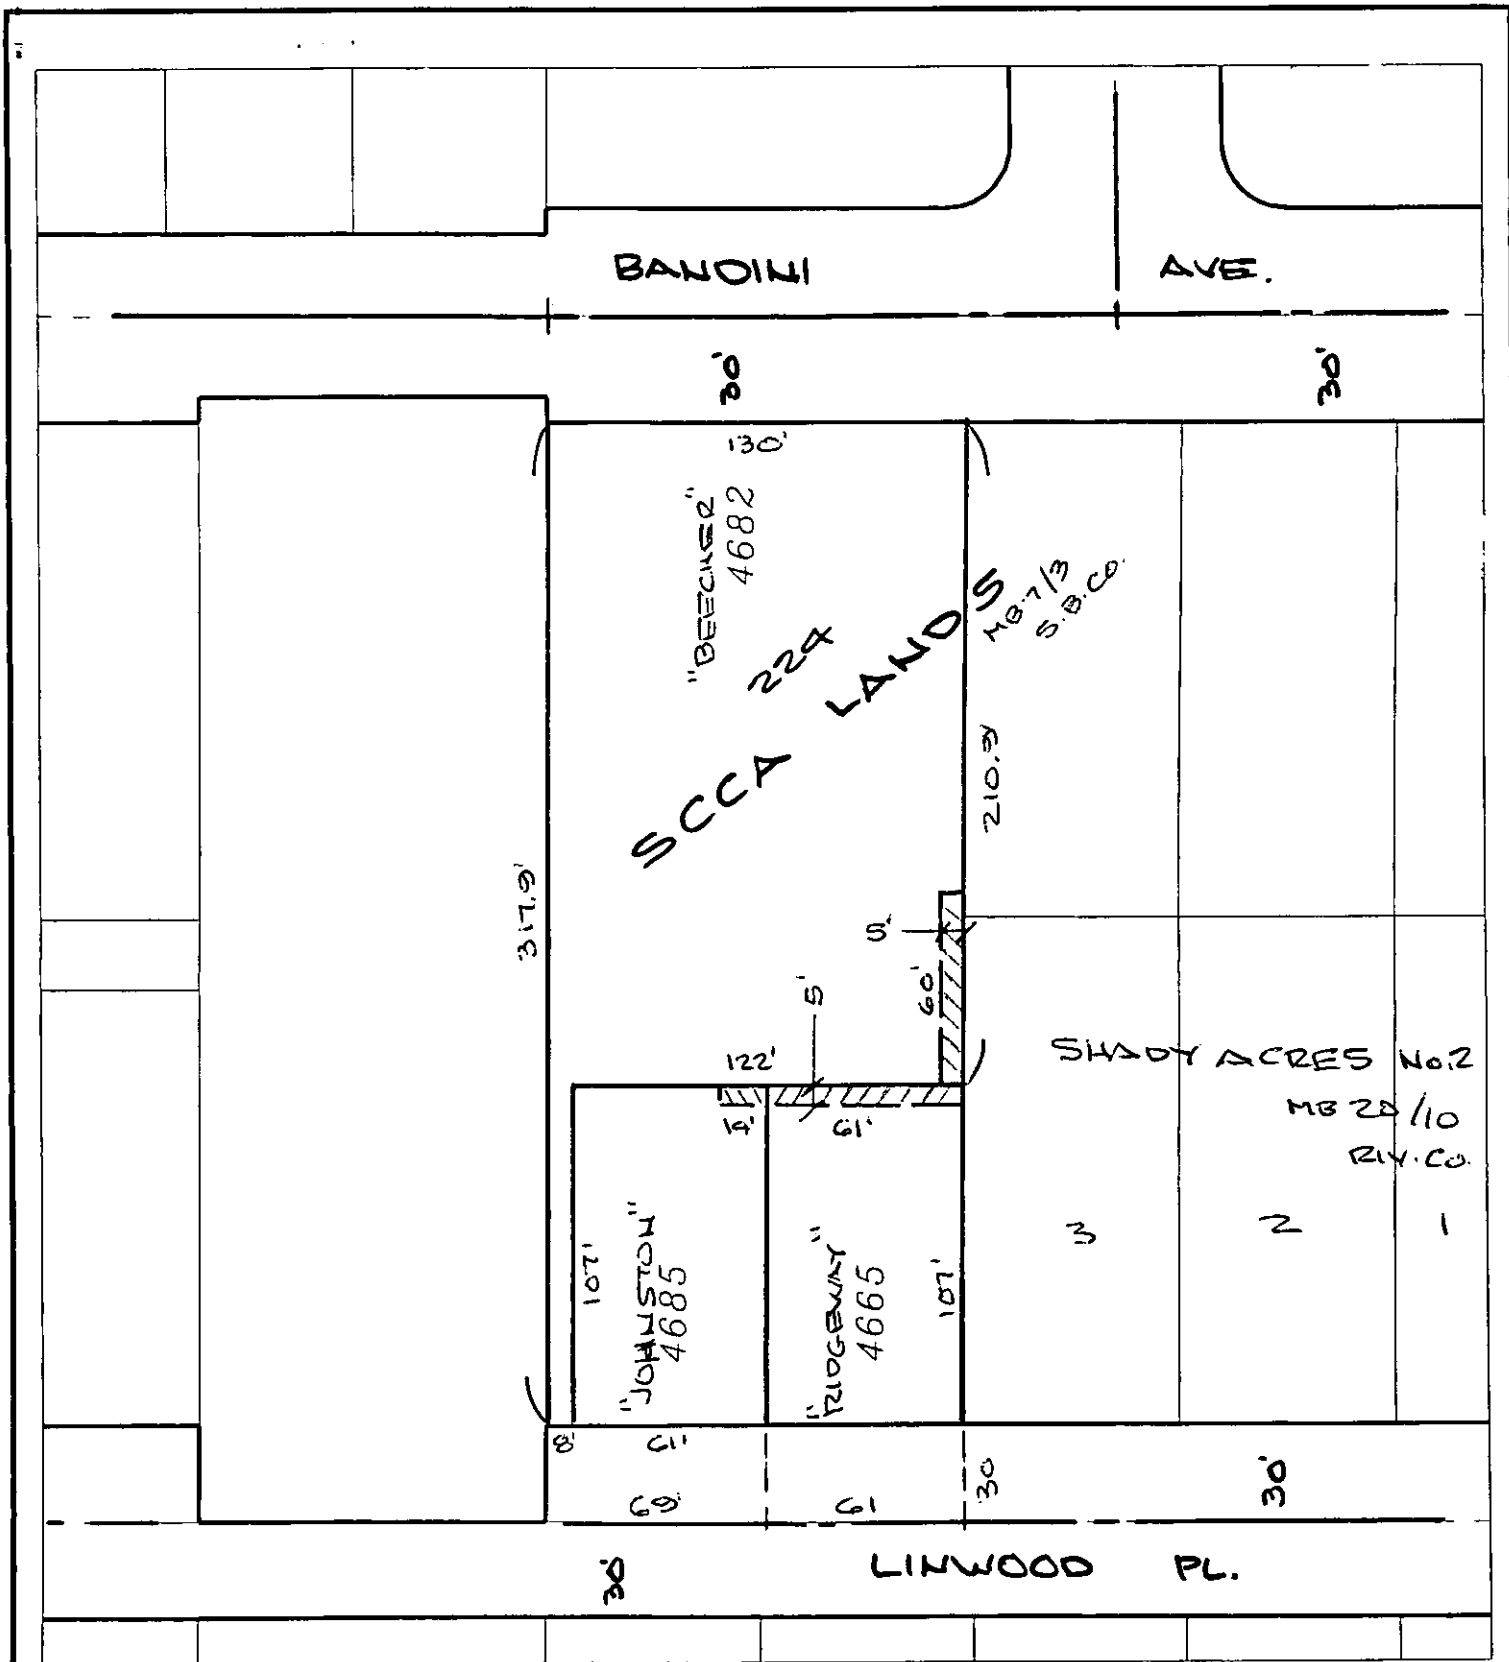 BANDINI AVE.
30' 30'
130'
"BEECHER"
4682
224
SCCA LANDS
MB 7/3
S.B.CO.
210.9'
317.9'
5'
60'
5'
122'
14' 61'
SHADY ACRES No.2
MB 20/10
RIV. CO.
3 2 1
107'
"JOHNSTON"
4685
"RIDGEWAY"
4665
107'
8' 61'
69' 61
30
30'
30'
LINWOOD PL.